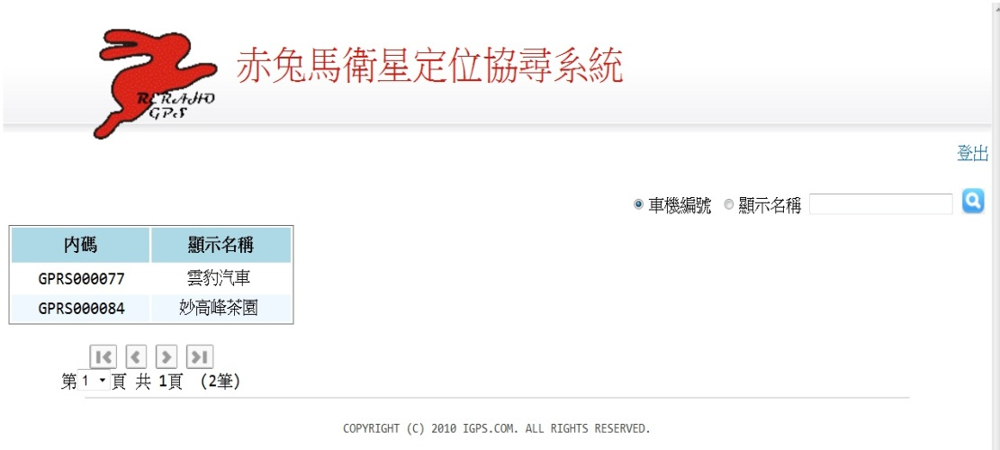 赤兔馬衛星定位協尋系統
RERAHO
GPS
登出
車機編號 顯示名稱
內碼 顯示名稱
GPRS000077 雲豹汽車
GPRS000084 妙高峰茶園
第 1 頁 共 1頁 (2筆)
COPYRIGHT (C) 2010 IGPS.COM. ALL RIGHTS RESERVED.